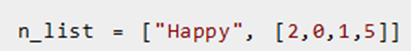 n_list = ["Happy", [2,0,1,5]]